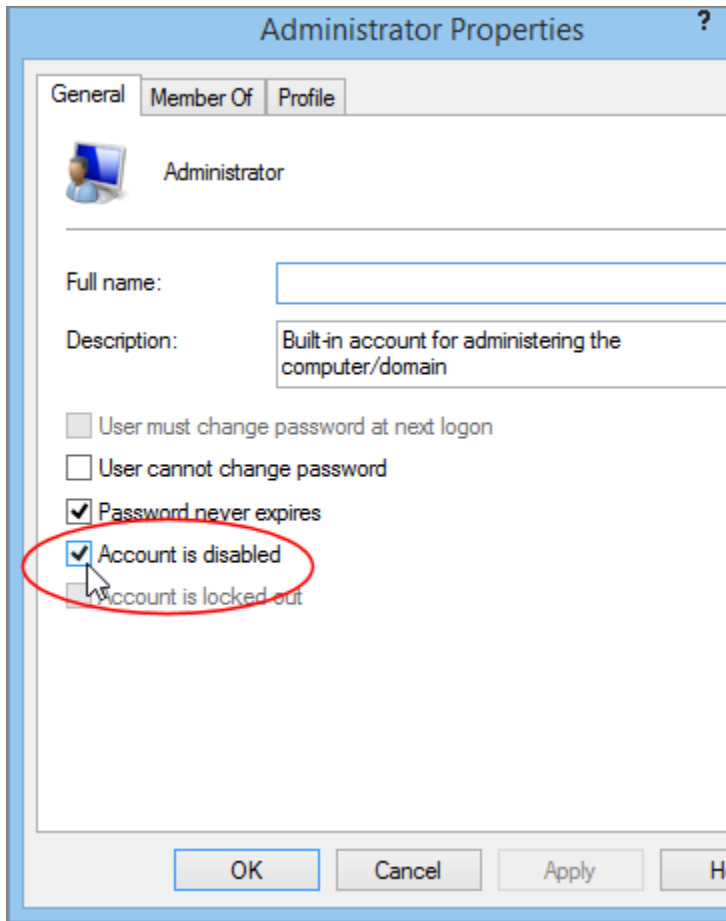 Administrator Properties
?
General
Member Of
Profile
Administrator
Full name:
Description:
Built-in account for administering the
computer/domain
User must change password at next logon
User cannot change password
Password never expires
Account is disabled
Account is locked out
OK
Cancel
Apply